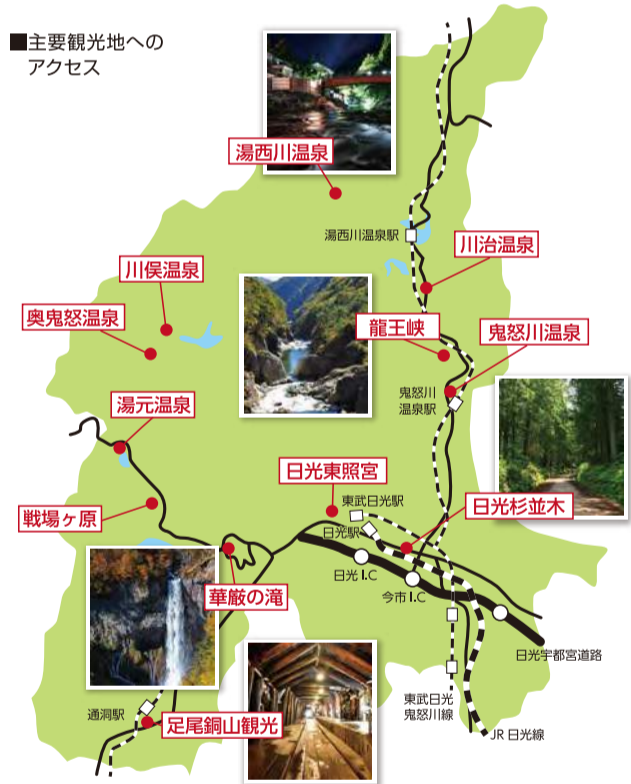 ■主要観光地への
アクセス
湯西川温泉
湯西川温泉駅
川治温泉
川俣温泉
奥鬼怒温泉
龍王峡
鬼怒川温泉
鬼怒川
温泉駅
湯元温泉
日光東照宮
東武日光駅
日光駅
日光杉並木
戦場ヶ原
華厳の滝
日光 I.C
今市 I.C
日光宇都宮道路
通洞駅
足尾銅山観光
東武日光
鬼怒川線
JR 日光線